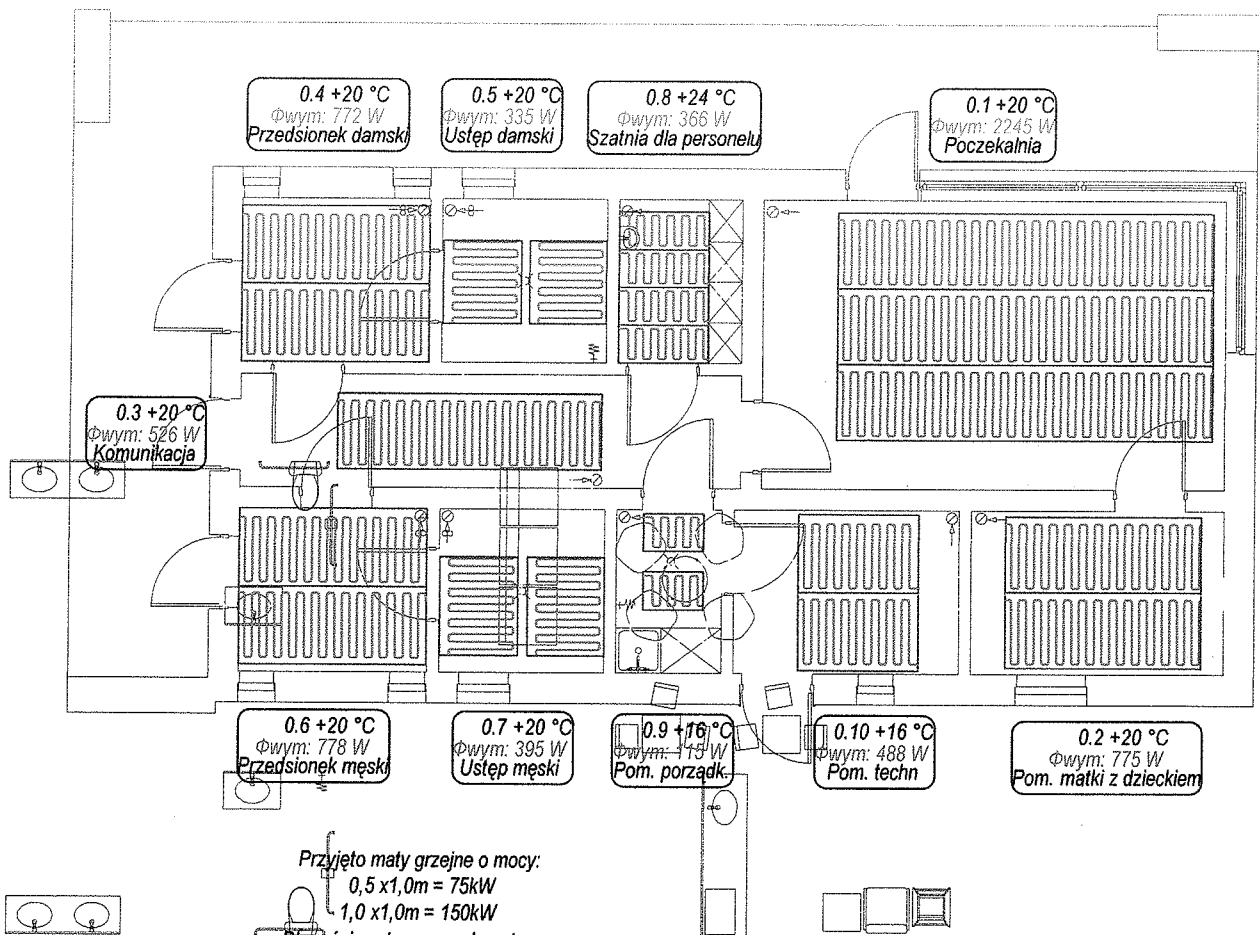 0.4 +20 °C
Φwym: 772 W
Przedsionek damski
0.5 +20 °C
Φwym: 335 W
Ustęp damski
0.8 +24 °C
Φwym: 366 W
Szatnia dla personelu
0.1 +20 °C
Φwym: 2245 W
Poczekalnia
0.3 +20 °C
Φwym: 526 W
Komunikacja
0.6 +20 °C
Φwym: 778 W
Przedsionek męski
0.7 +20 °C
Φwym: 395 W
Ustęp męski
0.9 +16 °C
Φwym: 115 W
Pom. porządk.
0.10 +16 °C
Φwym: 488 W
Pom. techn
0.2 +20 °C
Φwym: 775 W
Pom. matki z dzieckiem
Przyjęto maty grzejne o mocy:
0,5 x1,0m = 75kW
1,0 x1,0m = 150kW